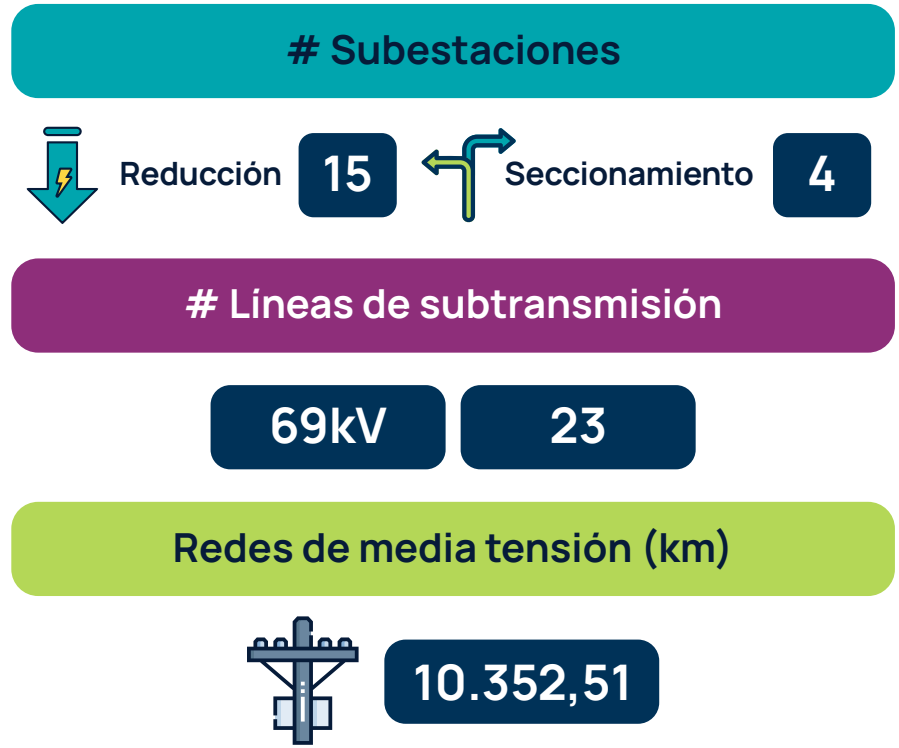 # Subestaciones
Reducción 15 Seccionamiento 4
# Líneas de subtransmisión
69kV 23
Redes de media tensión (km)
10.352,51